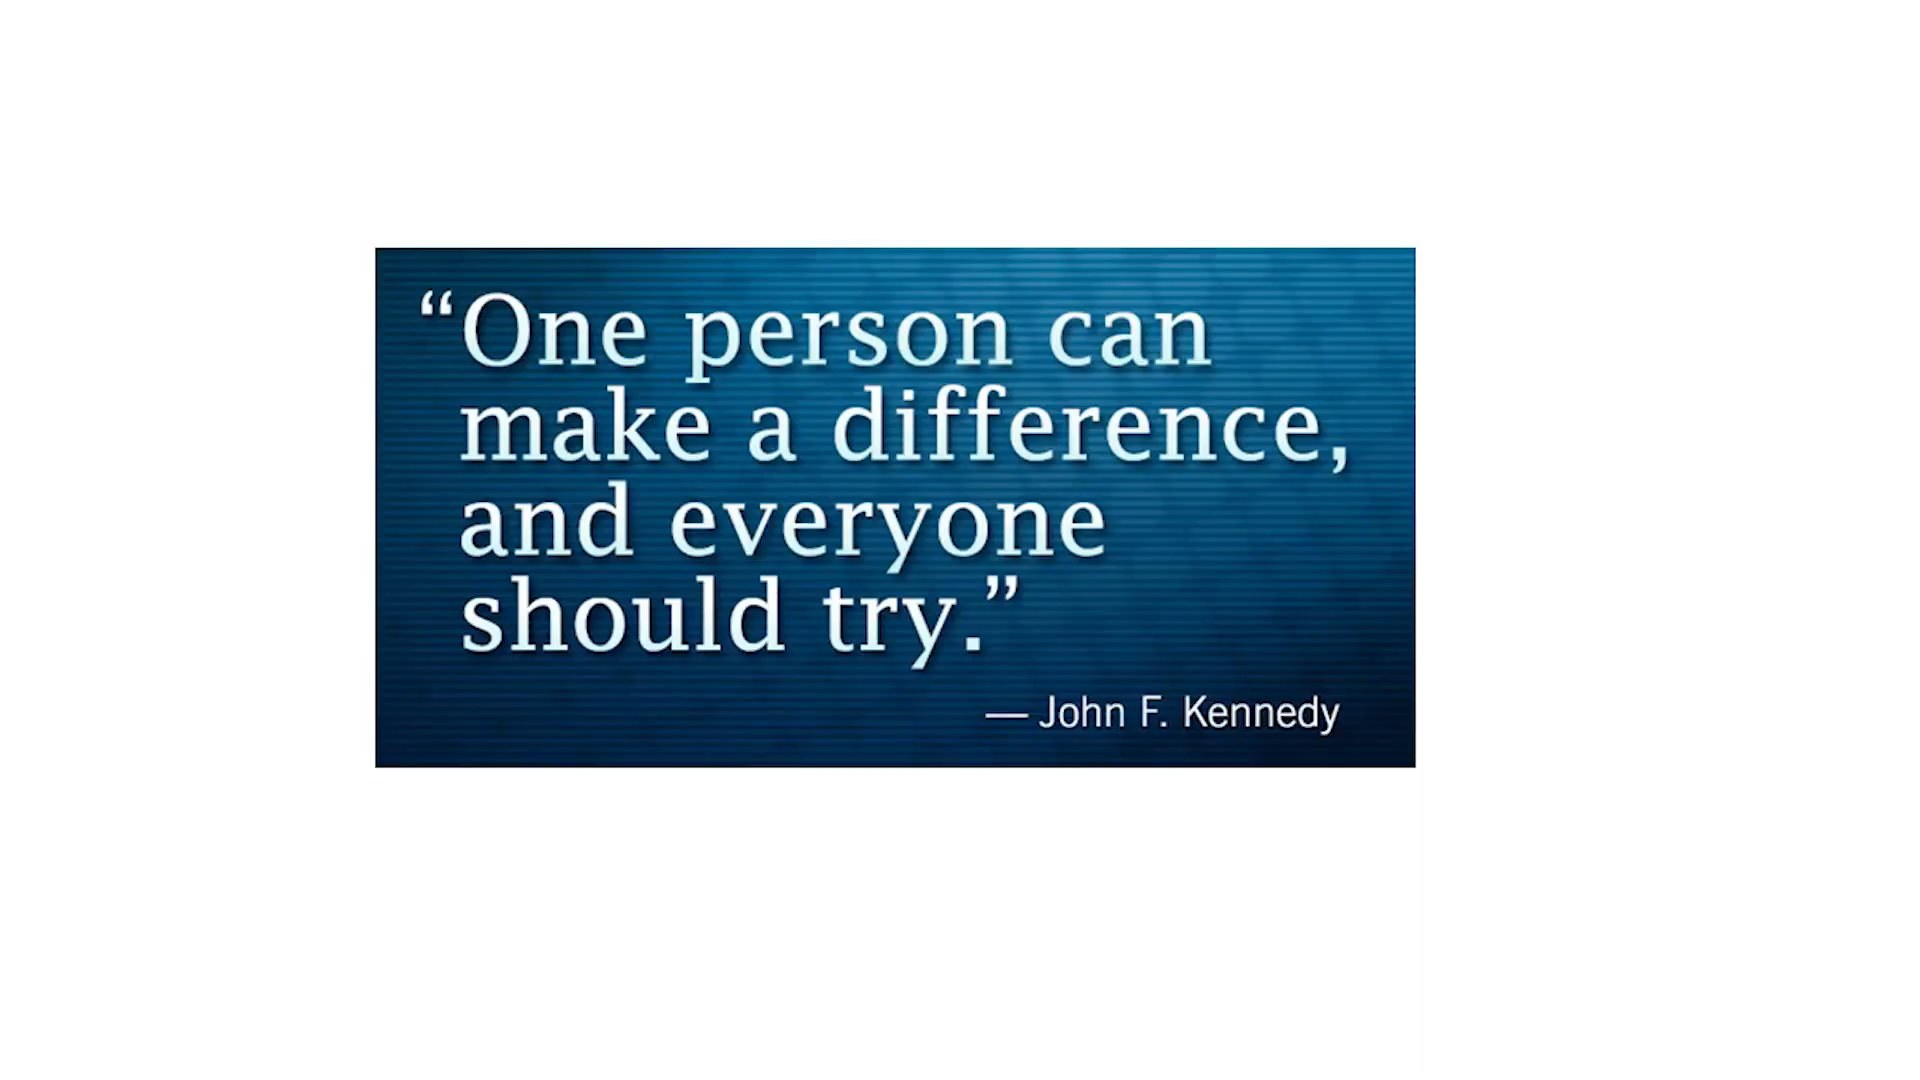 “One person can
make a difference,
and everyone
should try.”
— John F. Kennedy